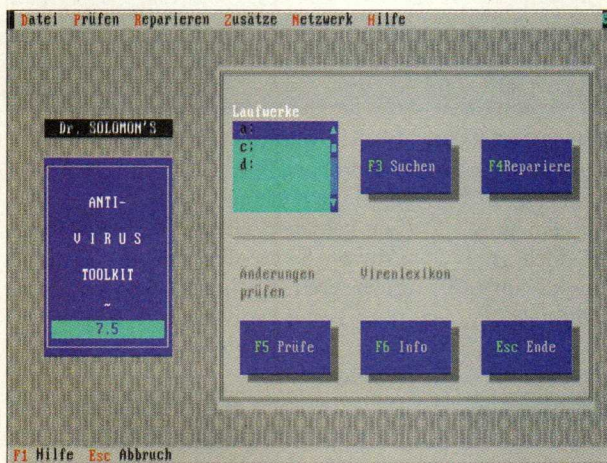 Datei Prüfen Reparieren Zusätze Netzwerk Hilfe
Dr. SOLOMON'S
ANTI-
VIRUS
TOOLKIT
~
7.5
Laufwerke
a:
c:
d:
F3 Suchen
F4Repariere
Änderungen
prüfen
Virenlexikon
F5 Prüfe
F6 Info
Esc Ende
F1 Hilfe Esc Abbruch